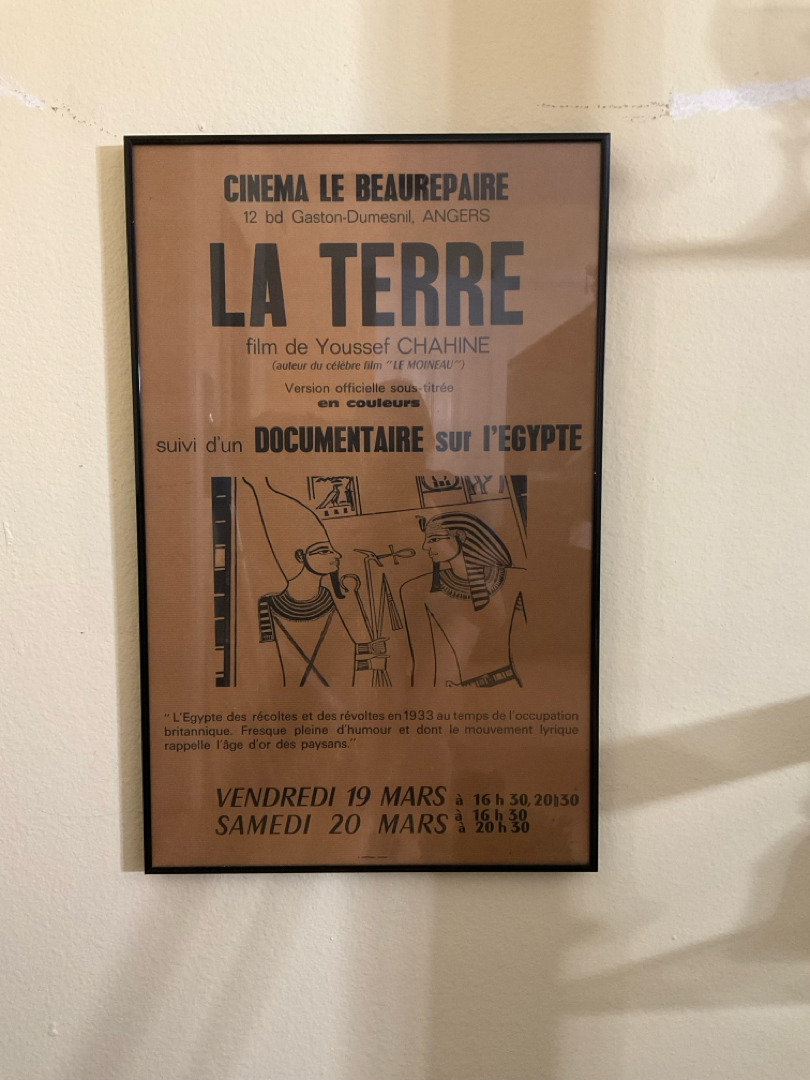 CINEMA LE BEAUREPAIRE
12 bd Gaston-Dumesnil, ANGERS
LA TERRE
film de Youssef CHAHINE
(auteur du célèbre film "LE MOINEAU")
Version officielle sous-titrée
en couleurs
suivi d'un DOCUMENTAIRE sur l'EGYPTE
" L'Egypte des récoltes et des révoltes en 1933 au temps de l'occupation
britannique. Fresque pleine d'humour et dont le mouvement lyrique
rappelle l'âge d'or des paysans."
VENDREDI 19 MARS à 16 h 30, 20h30
SAMEDI 20 MARS à 16 h 30
à 20 h 30